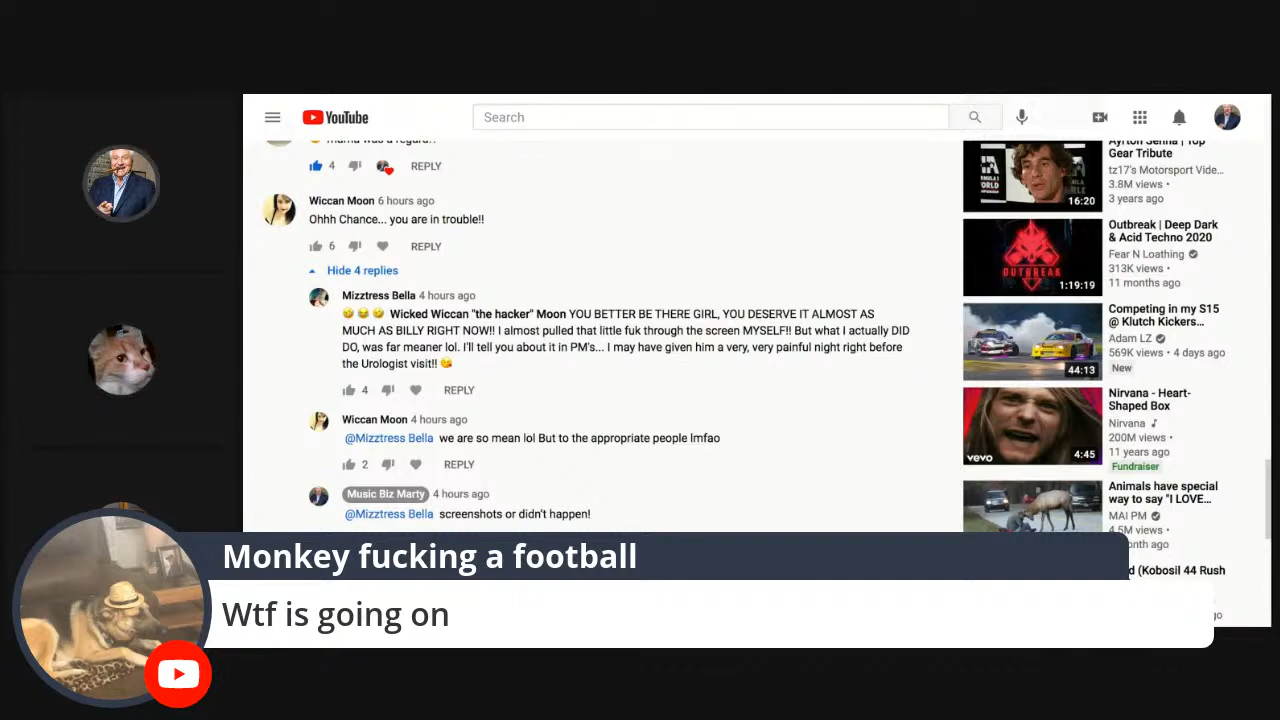 YouTube
Search
4 REPLY
Wiccan Moon 6 hours ago
Ohhh Chance... you are in trouble!!
6 REPLY
Hide 4 replies
Mizztress Bella 4 hours ago
🤣 😂 🤣 Wicked Wiccan "the hacker" Moon YOU BETTER BE THERE GIRL, YOU DESERVE IT ALMOST AS
MUCH AS BILLY RIGHT NOW!! I almost pulled that little fuk through the screen MYSELF!! But what I actually DID
DO, was far meaner lol. I'll tell you about it in PM's... I may have given him a very, very painful night right before
the Urologist visit!! 😘
4 REPLY
Wiccan Moon 4 hours ago
@Mizztress Bella we are so mean lol But to the appropriate people lmfao
2 REPLY
Music Biz Marty 4 hours ago
@Mizztress Bella screenshots or didn't happen!
Ayrton Senna | Top
Gear Tribute
tz17's Motorsport Vide...
3.8M views •
3 years ago
16:20
Outbreak | Deep Dark
& Acid Techno 2020
Fear N Loathing
313K views •
11 months ago
OUTBREAK
1:19:19
Competing in my S15
@ Klutch Kickers...
Adam LZ
569K views • 4 days ago
New
44:13
Nirvana - Heart-
Shaped Box
Nirvana
200M views •
11 years ago
Fundraiser
vevo
4:45
Animals have special
way to say "I LOVE...
MAI PM
4.5M views •
(Kobosil 44 Rush
Monkey fucking a football
Wtf is going on